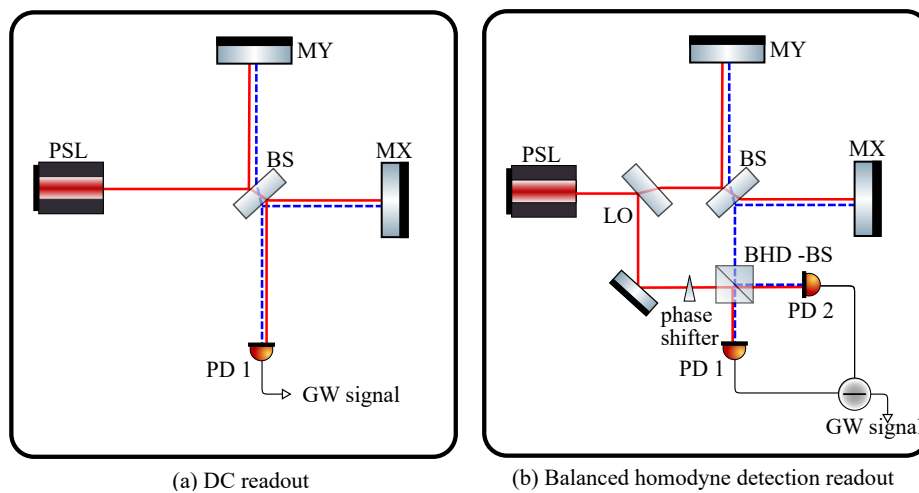 MY
PSL
BS
MX
PD 1
GW signal
(a) DC readout
MY
PSL
BS
MX
LO
BHD -BS
phase
shifter
PD 2
PD 1
GW signal
(b) Balanced homodyne detection readout